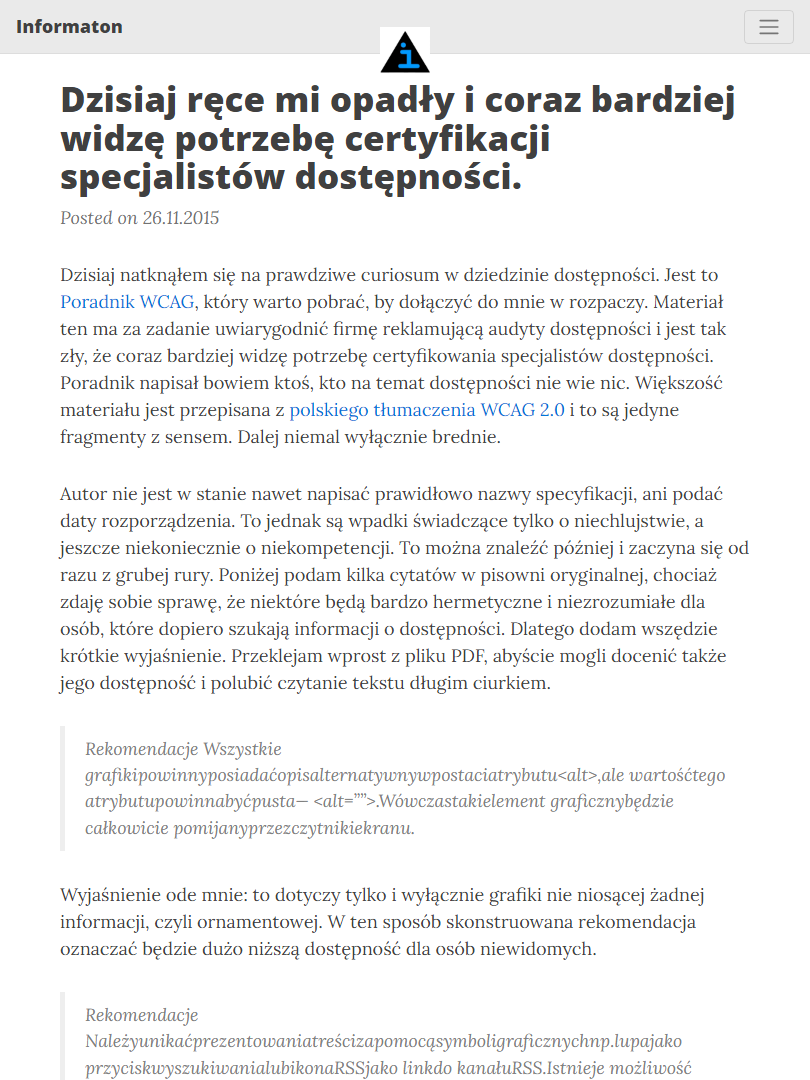 Informaton
Dzisiaj ręce mi opadły i coraz bardziej
widzę potrzebę certyfikacji
specjalistów dostępności.
Posted on 26.11.2015
Dzisiaj natknąłem się na prawdziwe curiosum w dziedzinie dostępności. Jest to
Poradnik WCAG, który warto pobrać, by dołączyć do mnie w rozpaczy. Materiał
ten ma za zadanie uwiarygodnić firmę reklamującą audyty dostępności i jest tak
zły, że coraz bardziej widzę potrzebę certyfikowania specjalistów dostępności.
Poradnik napisał bowiem ktoś, kto na temat dostępności nie wie nic. Większość
materiału jest przepisana z polskiego tłumaczenia WCAG 2.0 i to są jedyne
fragmenty z sensem. Dalej niemal wyłącznie brednie.
Autor nie jest w stanie nawet napisać prawidłowo nazwy specyfikacji, ani podać
daty rozporządzenia. To jednak są wpadki świadczące tylko o niechlujstwie, a
jeszcze niekoniecznie o niekompetencji. To można znaleźć później i zaczyna się od
razu z grubej rury. Poniżej podam kilka cytatów w pisowni oryginalnej, chociaż
zdaję sobie sprawę, że niektóre będą bardzo hermetyczne i niezrozumiałe dla
osób, które dopiero szukają informacji o dostępności. Dlatego dodam wszędzie
krótkie wyjaśnienie. Przeklejam wprost z pliku PDF, abyście mogli docenić także
jego dostępność i polubić czytanie tekstu długim ciurkiem.
Rekomendacje Wszystkie
grafikipowinnyposiadaćopisalternatywnywpostaciatrybutu<alt>,ale wartośćtego
atrybutupowinnabyćpusta— <alt="”>.Wówczastakielement graficznybędzie
całkowicie pomijanyprzezczytnikiekranu.
Wyjaśnienie ode mnie: to dotyczy tylko i wyłącznie grafiki nie niosącej żadnej
informacji, czyli ornamentowej. W ten sposób skonstruowana rekomendacja
oznaczać będzie dużo niższą dostępność dla osób niewidomych.
Rekomendacje
Należyunikaćprezentowaniatreścizapomocąsymboligraficznychnp.lupajako
przyciskwyszukiwanialubikonaRSSjako linkdo kanałuRSS.Istnieje możliwość